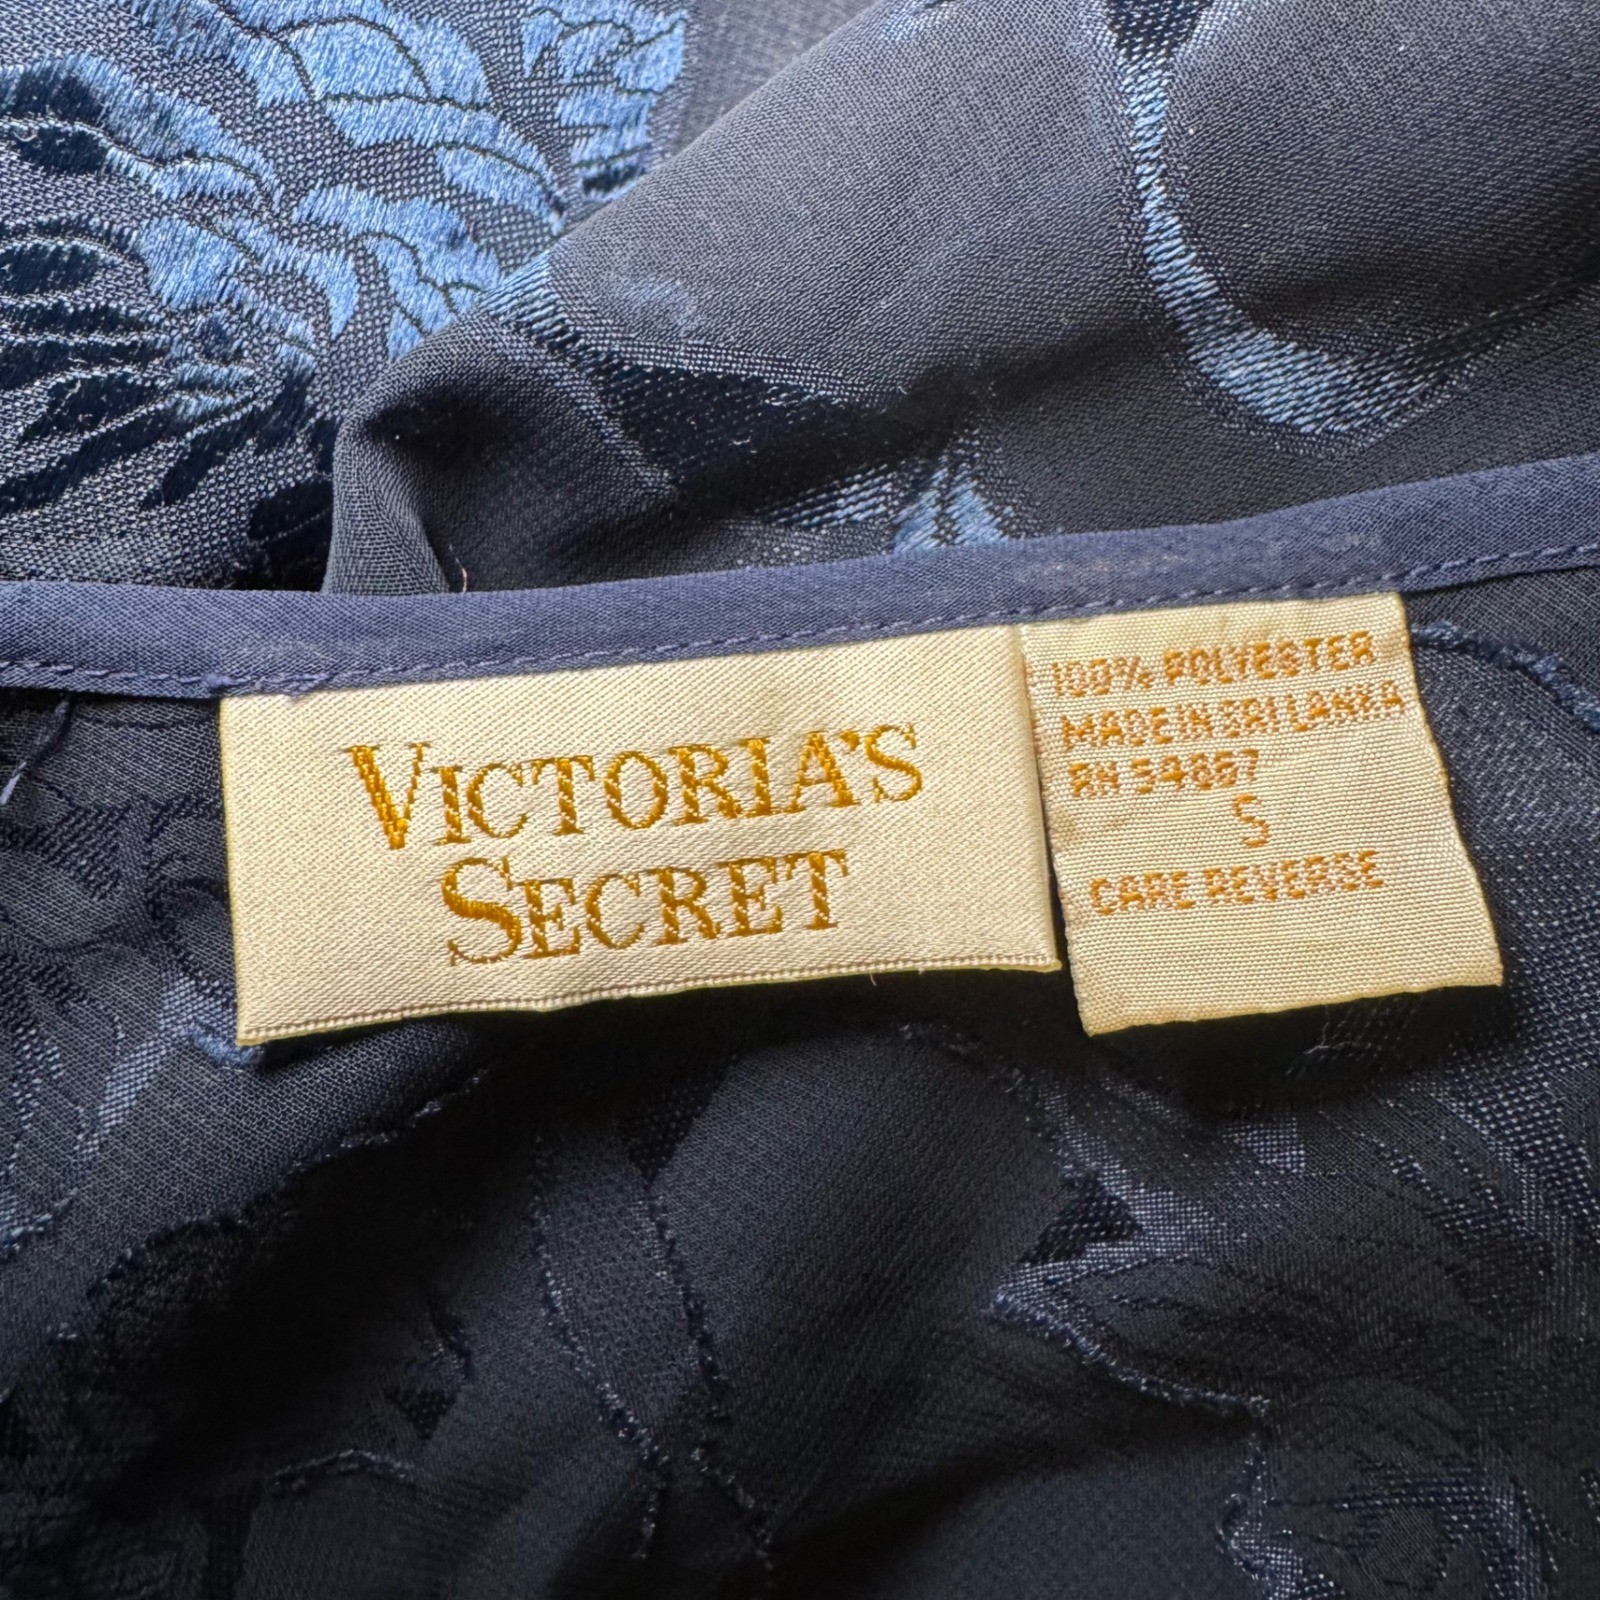 VICTORIA'S
SECRET
100% POLYESTER
MADE IN SRI LANKA
RN 54867
S
CARE REVERSE